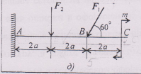 F₂ F₁ m
A B 60° C
2a 2a 2a
д)